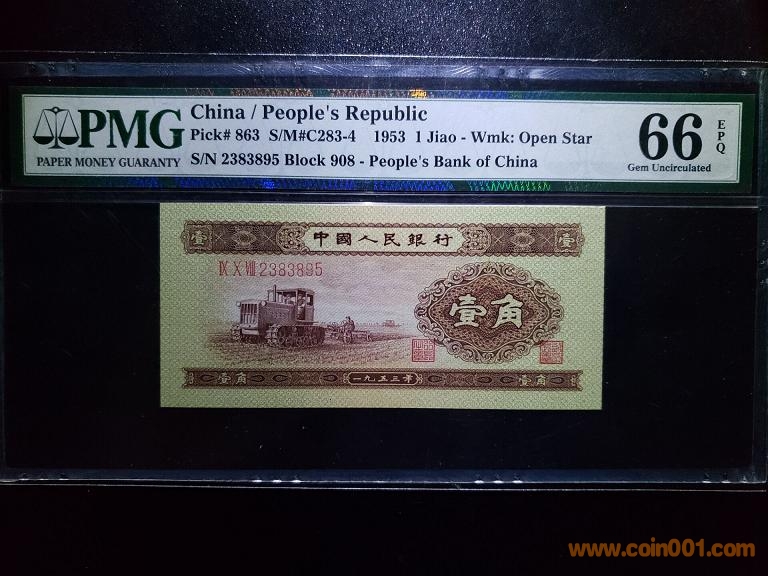 PMG
PAPER MONEY GUARANTY
China / People's Republic
Pick# 863 S/M#C283-4 1953 1 Jiao - Wmk: Open Star
S/N 2383895 Block 908 - People's Bank of China
66 EPQ
Gem Uncirculated
壹 中國人民銀行 壹
IX X VIII 2383895
壹角
壹角 一九五三年 壹角
www.coin001.com